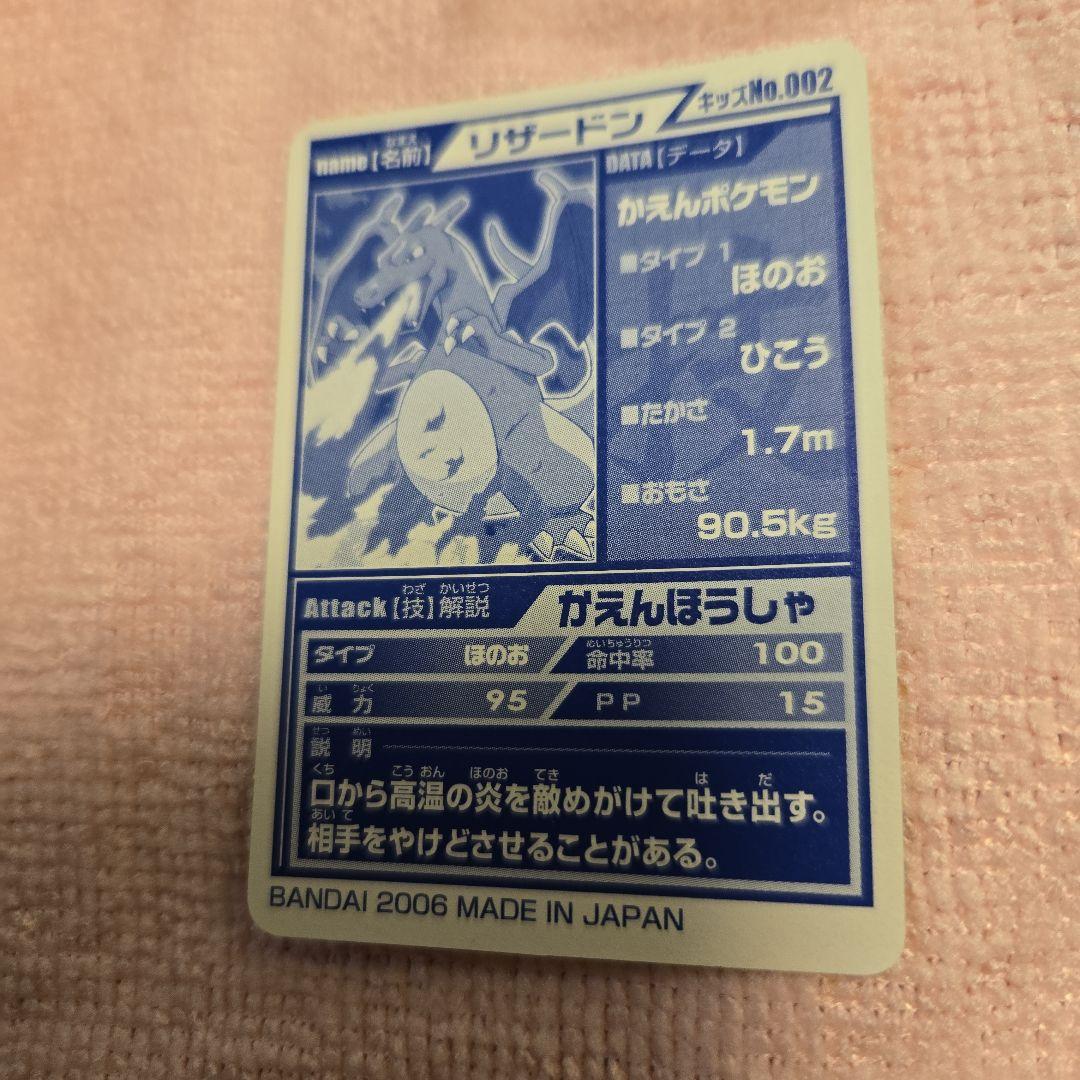 キッズNo.002
name【名前】 リザードン
なまえ
DATA【データ】
かえんポケモン
■タイプ 1
ほのお
■タイプ 2
ひこう
■たかさ
1.7m
■おもさ
90.5kg
わざ かいせつ
Attack【技】解説 かえんほうしゃ
めいちゅうりつ
タイプ ほのお 命中率 100
い りょく
威力 95 PP 15
せつ めい
説明
くち こうおん ほのお てき は だ
口から高温の炎を敵めがけて吐き出す。
あいて
相手をやけどさせることがある。
BANDAI 2006 MADE IN JAPAN